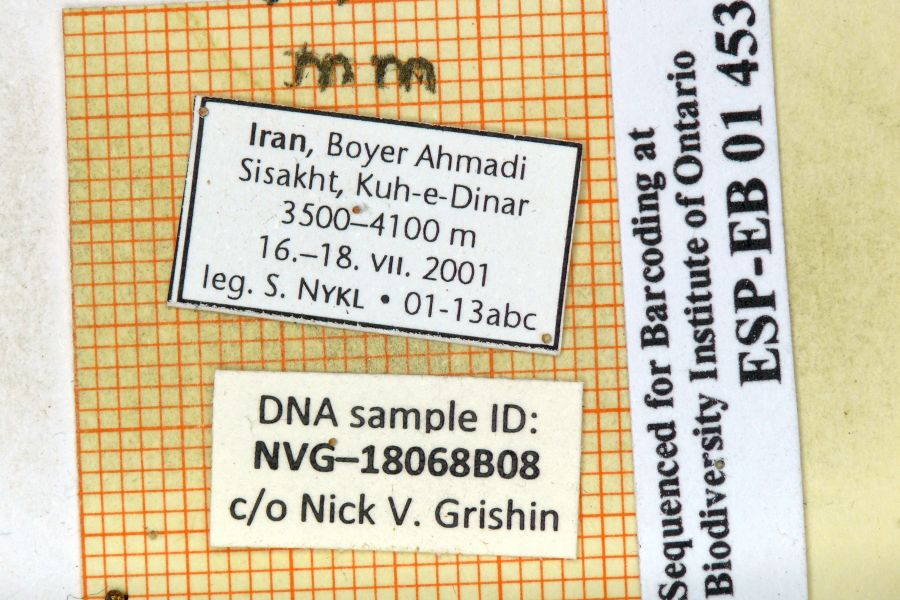 mm
Iran, Boyer Ahmadi
Sisakht, Kuh-e-Dinar
3500–4100 m
16.–18. VII. 2001
leg. S. NYKL • 01-13abc
DNA sample ID:
NVG–18068B08
c/o Nick V. Grishin
Sequenced for Barcoding at
Biodiversity Institute of Ontario
ESP-EB 01 453